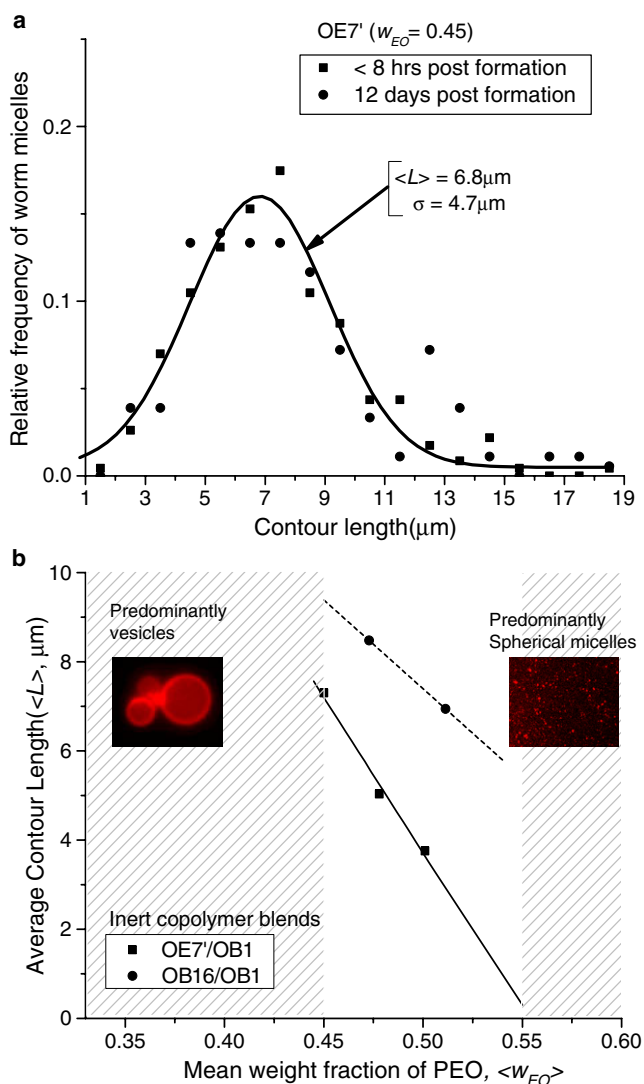 a
OE7' (w_EO = 0.45)
■ < 8 hrs post formation
● 12 days post formation
<L> = 6.8μm
σ = 4.7μm
Relative frequency of worm micelles
0.2
0.1
0.0
1 3 5 7 9 11 13 15 17 19
Contour length(μm)
b
Predominantly
vesicles
Predominantly
Spherical micelles
Average Contour Length(<L>, μm)
10
8
6
4
2
0
Inert copolymer blends
■ OE7'/OB1
● OB16/OB1
0.35 0.40 0.45 0.50 0.55 0.60
Mean weight fraction of PEO, <w_EO>